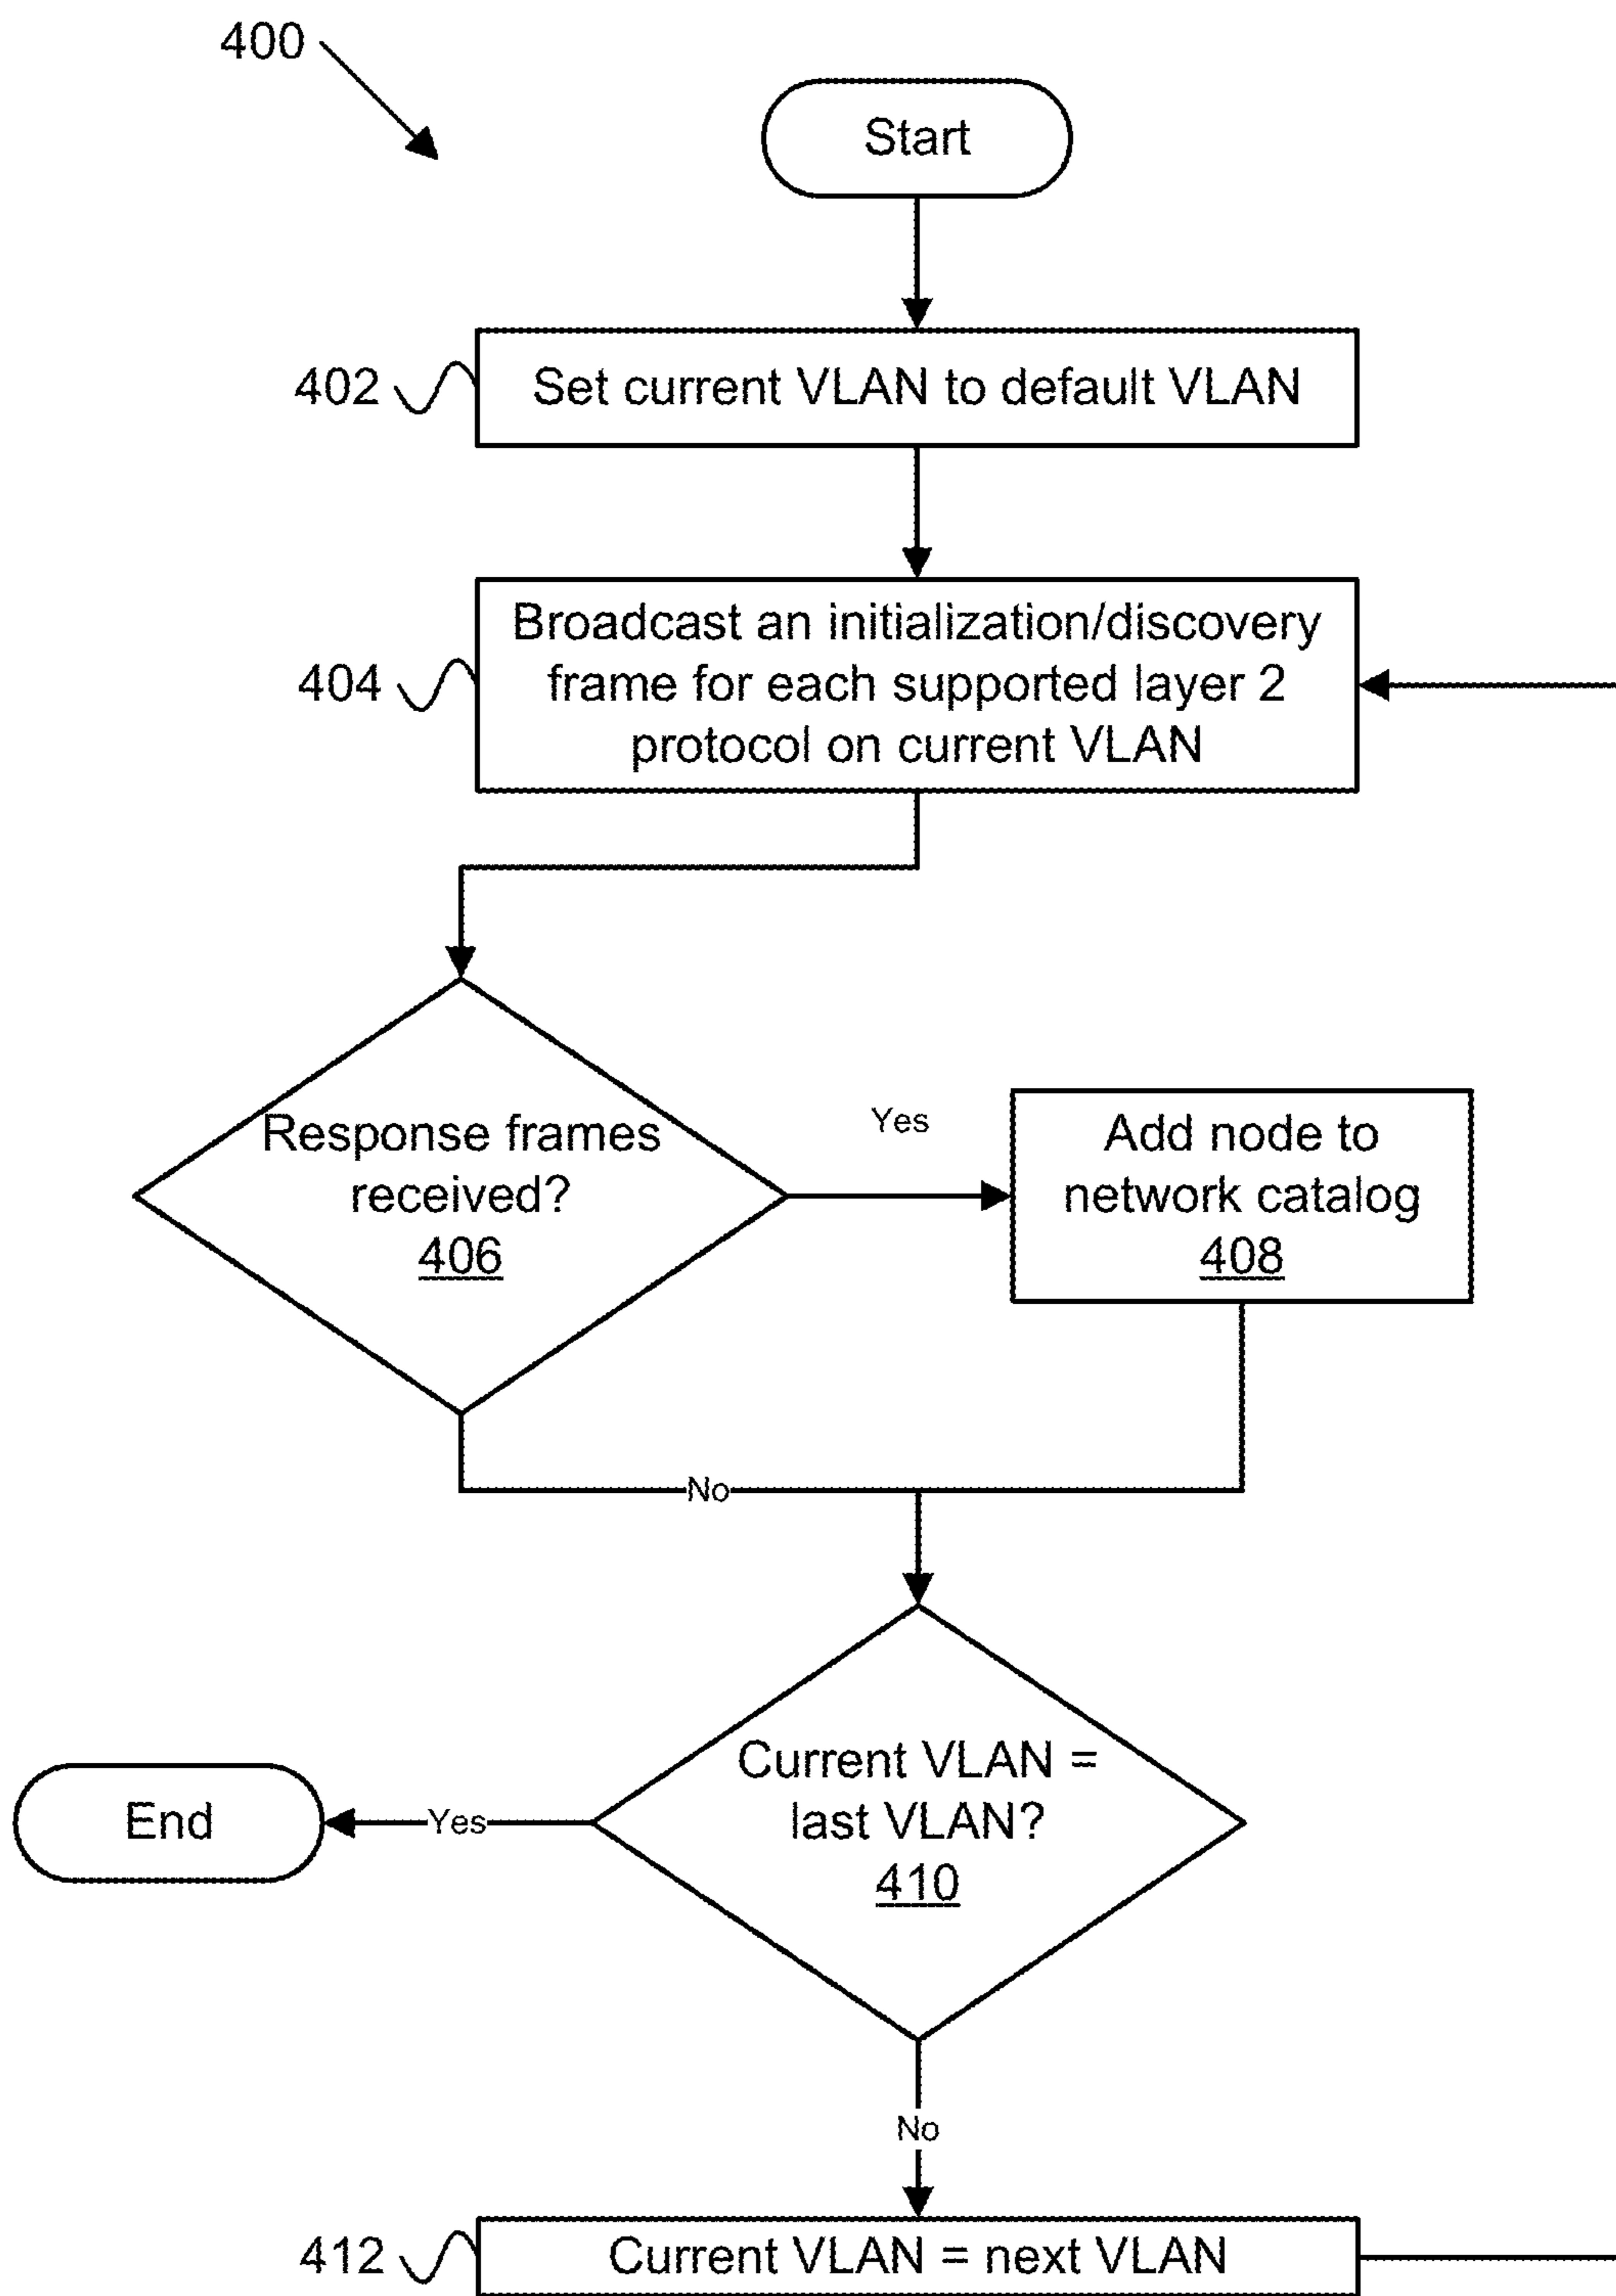 400
Start
402
Set current VLAN to default VLAN
404
Broadcast an initialization/discovery
frame for each supported layer 2
protocol on current VLAN
Response frames
received?
406
Yes
Add node to
network catalog
408
No
Current VLAN =
last VLAN?
410
Yes
End
No
412
Current VLAN = next VLAN